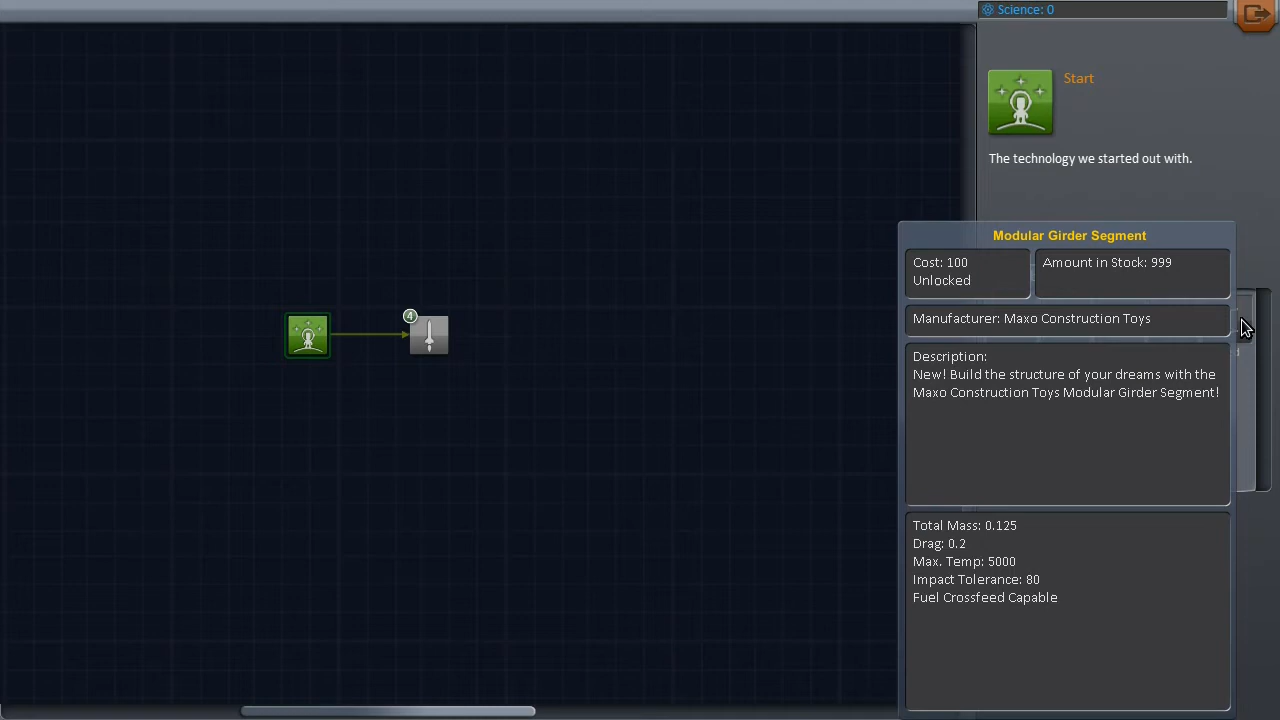 Science: 0
Start
The technology we started out with.
Modular Girder Segment
Cost: 100
Unlocked
Amount in Stock: 999
Manufacturer: Maxo Construction Toys
Description:
New! Build the structure of your dreams with the
Maxo Construction Toys Modular Girder Segment!
Total Mass: 0.125
Drag: 0.2
Max. Temp: 5000
Impact Tolerance: 80
Fuel Crossfeed Capable
4